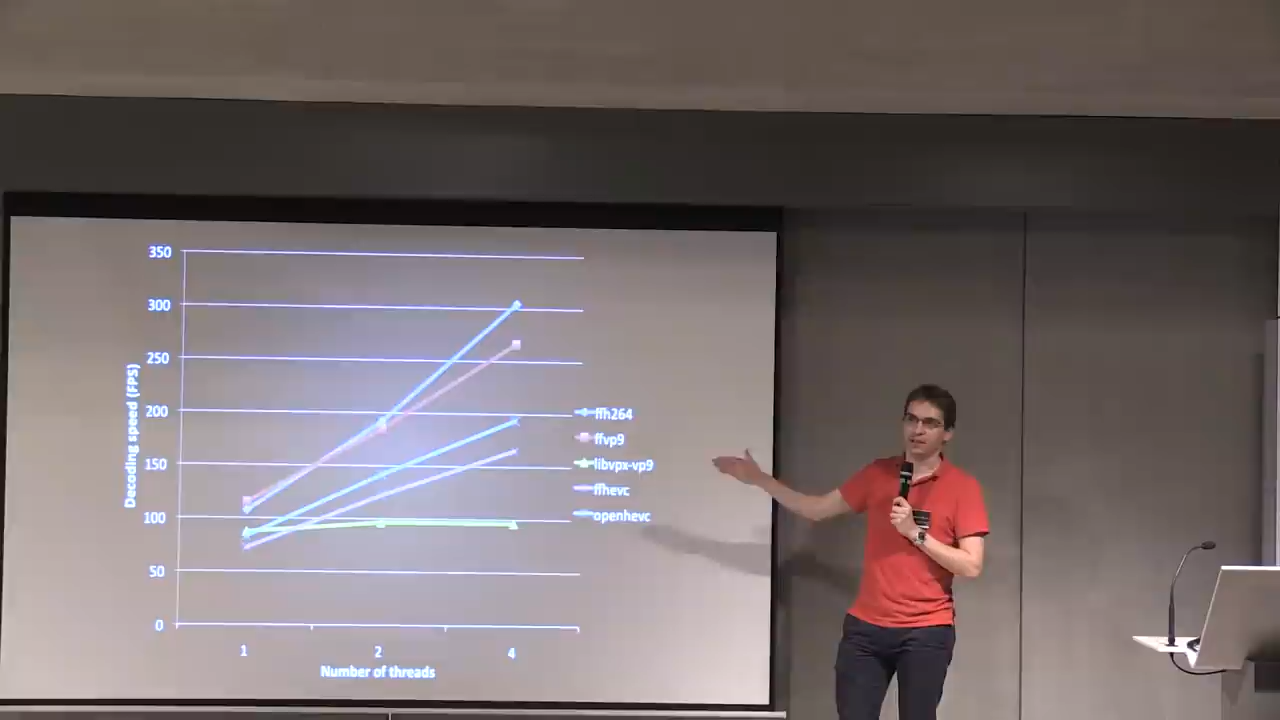 350
300
250
200
150
100
50
0
Decoding speed (FPS)
1 2 4
Number of threads
ffh264
ffvp9
libvpx-vp9
ffhevc
openhevc